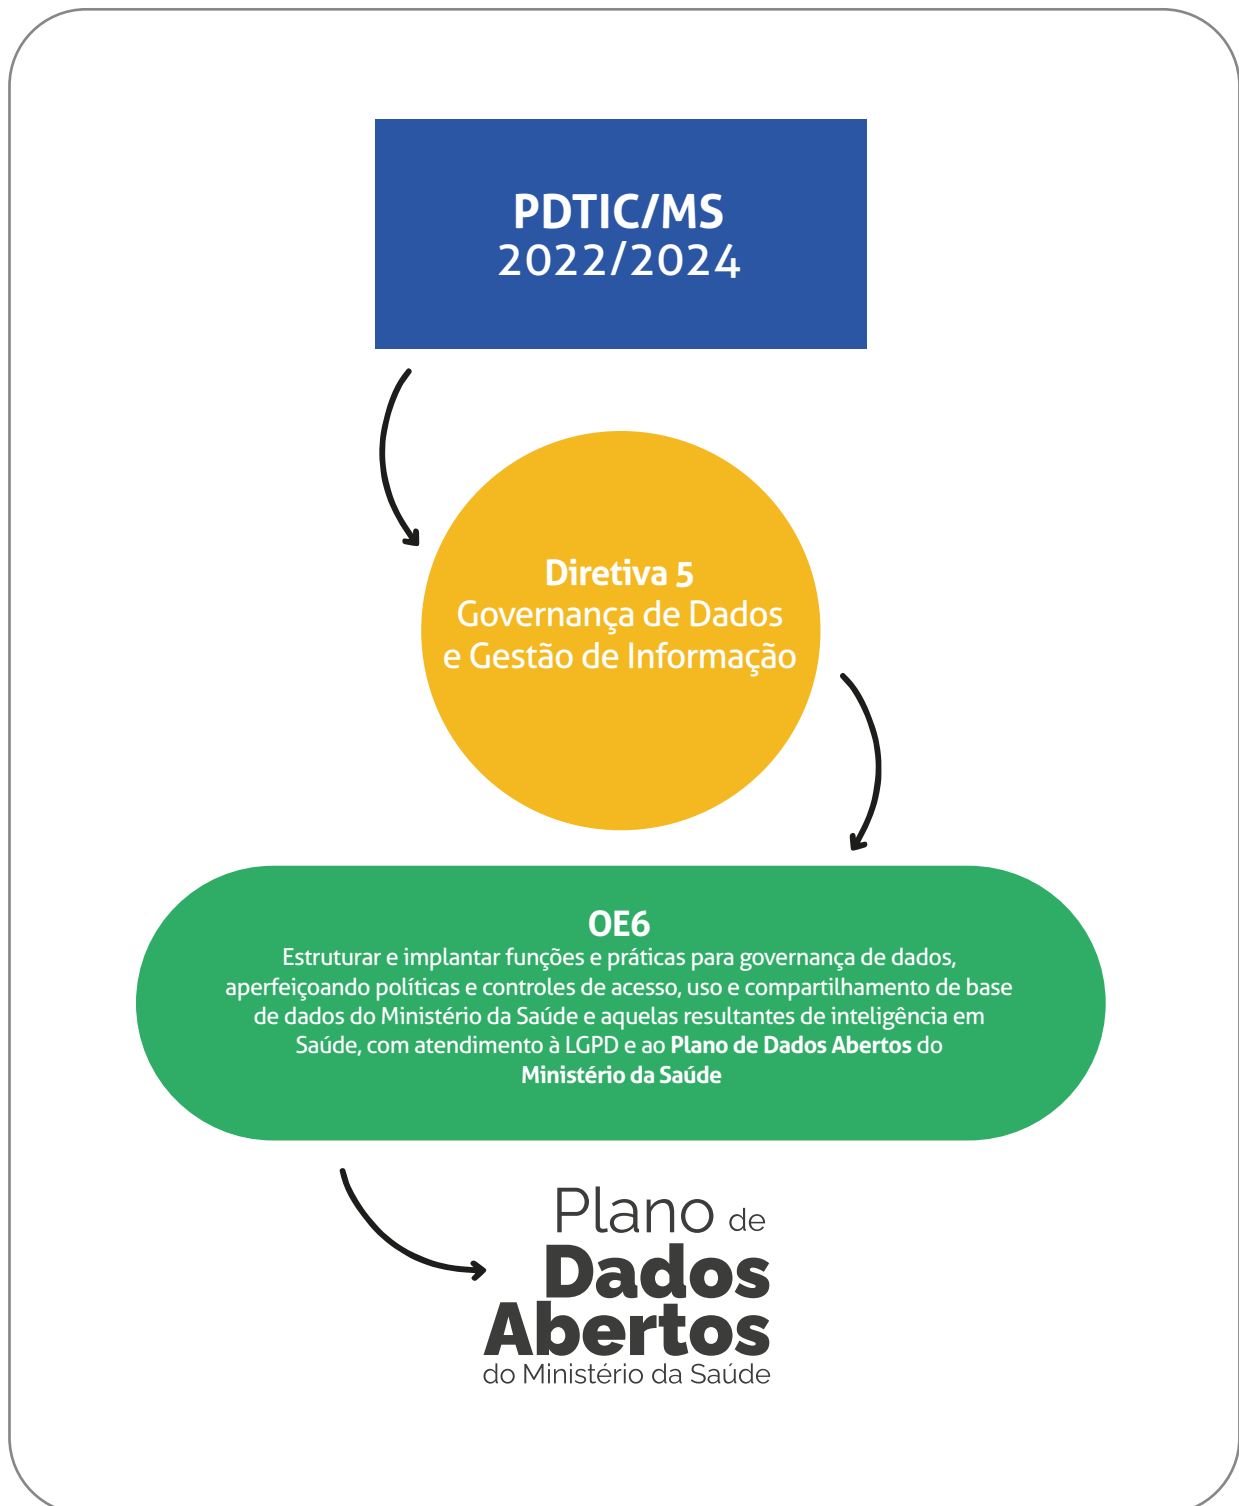 PDTIC/MS
2022/2024
Diretiva 5
Governança de Dados
e Gestão de Informação
OE6
Estruturar e implantar funções e práticas para governança de dados,
aperfeiçoando políticas e controles de acesso, uso e compartilhamento de base
de dados do Ministério da Saúde e aquelas resultantes de inteligência em
Saúde, com atendimento à LGPD e ao Plano de Dados Abertos do
Ministério da Saúde
Plano de
Dados
Abertos
do Ministério da Saúde